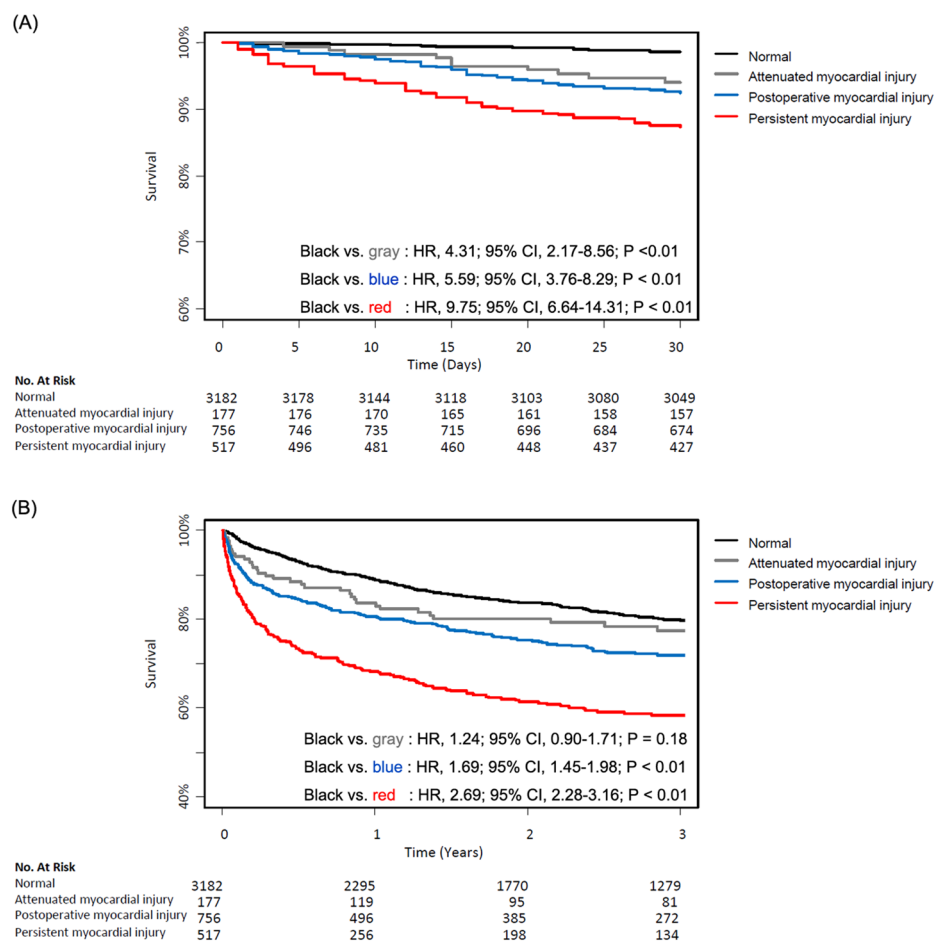 (A)
100%
90%
80%
70%
60%
Survival
Normal
Attenuated myocardial injury
Postoperative myocardial injury
Persistent myocardial injury
Black vs. gray : HR, 4.31; 95% CI, 2.17-8.56; P <0.01
Black vs. blue : HR, 5.59; 95% CI, 3.76-8.29; P < 0.01
Black vs. red : HR, 9.75; 95% CI, 6.64-14.31; P < 0.01
0 5 10 15 20 25 30
Time (Days)
No. At Risk
Normal 3182 3178 3144 3118 3103 3080 3049
Attenuated myocardial injury 177 176 170 165 161 158 157
Postoperative myocardial injury 756 746 735 715 696 684 674
Persistent myocardial injury 517 496 481 460 448 437 427
(B)
100%
80%
60%
40%
Survival
Normal
Attenuated myocardial injury
Postoperative myocardial injury
Persistent myocardial injury
Black vs. gray : HR, 1.24; 95% CI, 0.90-1.71; P = 0.18
Black vs. blue : HR, 1.69; 95% CI, 1.45-1.98; P < 0.01
Black vs. red : HR, 2.69; 95% CI, 2.28-3.16; P < 0.01
0 1 2 3
Time (Years)
No. At Risk
Normal 3182 2295 1770 1279
Attenuated myocardial injury 177 119 95 81
Postoperative myocardial injury 756 496 385 272
Persistent myocardial injury 517 256 198 134